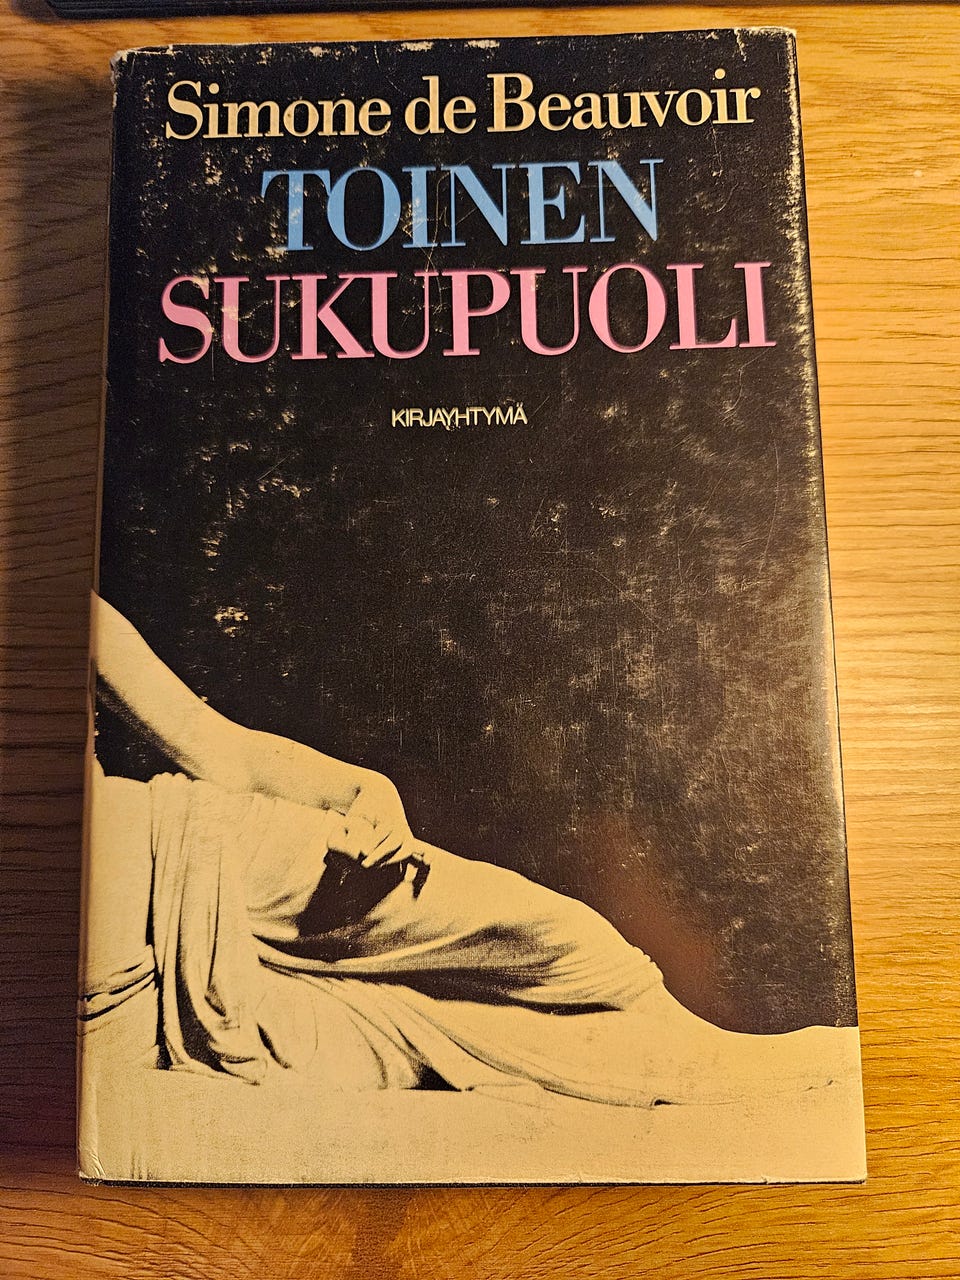 Simone de Beauvoir
TOINEN
SUKUPUOLI
KIRJAYHTYMÄ